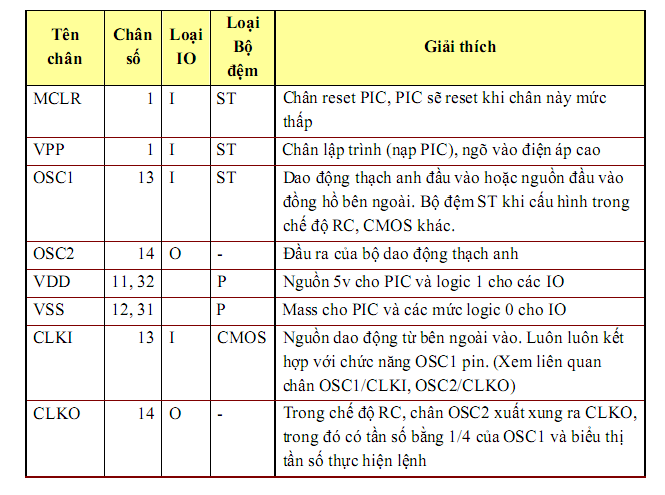 Tên chân Chân số Loại IO Loại Bộ đệm Giải thích
MCLR 1 I ST Chân reset PIC, PIC sẽ reset khi chân này mức
thấp
VPP 1 I ST Chân lập trình (nạp PIC), ngõ vào điện áp cao
OSC1 13 I ST Dao động thạch anh đầu vào hoặc nguồn đầu vào
đồng hồ bên ngoài. Bộ đệm ST khi cấu hình trong
chế độ RC, CMOS khác.
OSC2 14 O - Đầu ra của bộ dao động thạch anh
VDD 11, 32 P Nguồn 5v cho PIC và logic 1 cho các IO
VSS 12, 31 P Mass cho PIC và các mức logic 0 cho IO
CLKI 13 I CMOS Nguồn dao động từ bên ngoài vào. Luôn luôn kết
hợp với chức năng OSC1 pin. (Xem liên quan
chân OSC1/CLKI, OSC2/CLKO)
CLKO 14 O - Trong chế độ RC, chân OSC2 xuất xung ra CLKO,
trong đó có tần số bằng 1/4 của OSC1 và biểu thị
tần số thực hiện lệnh